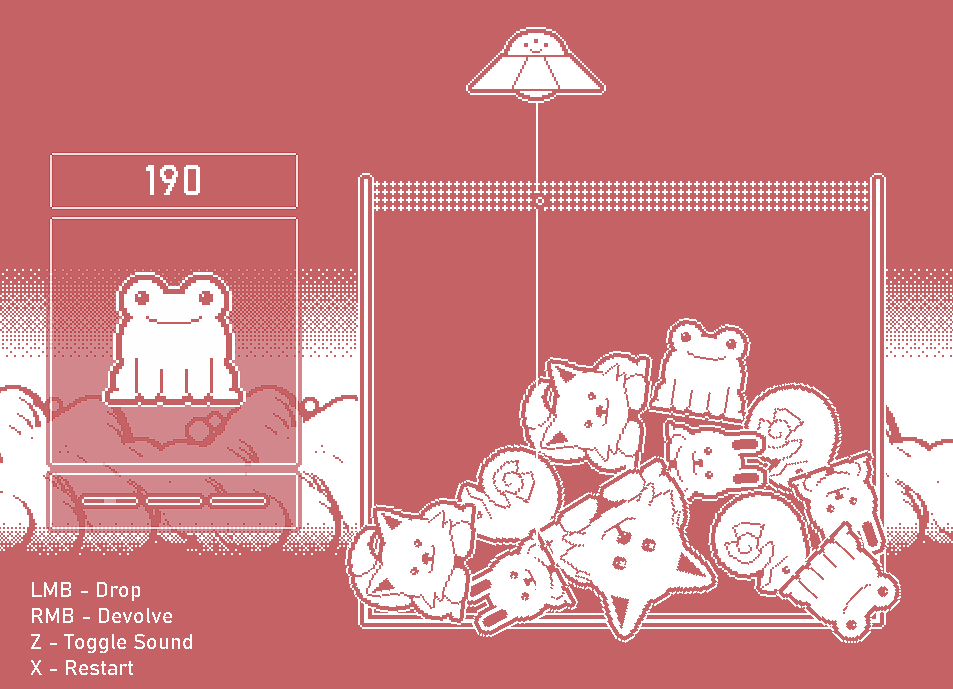 190
LMB - Drop
RMB - Devolve
Z - Toggle Sound
X - Restart